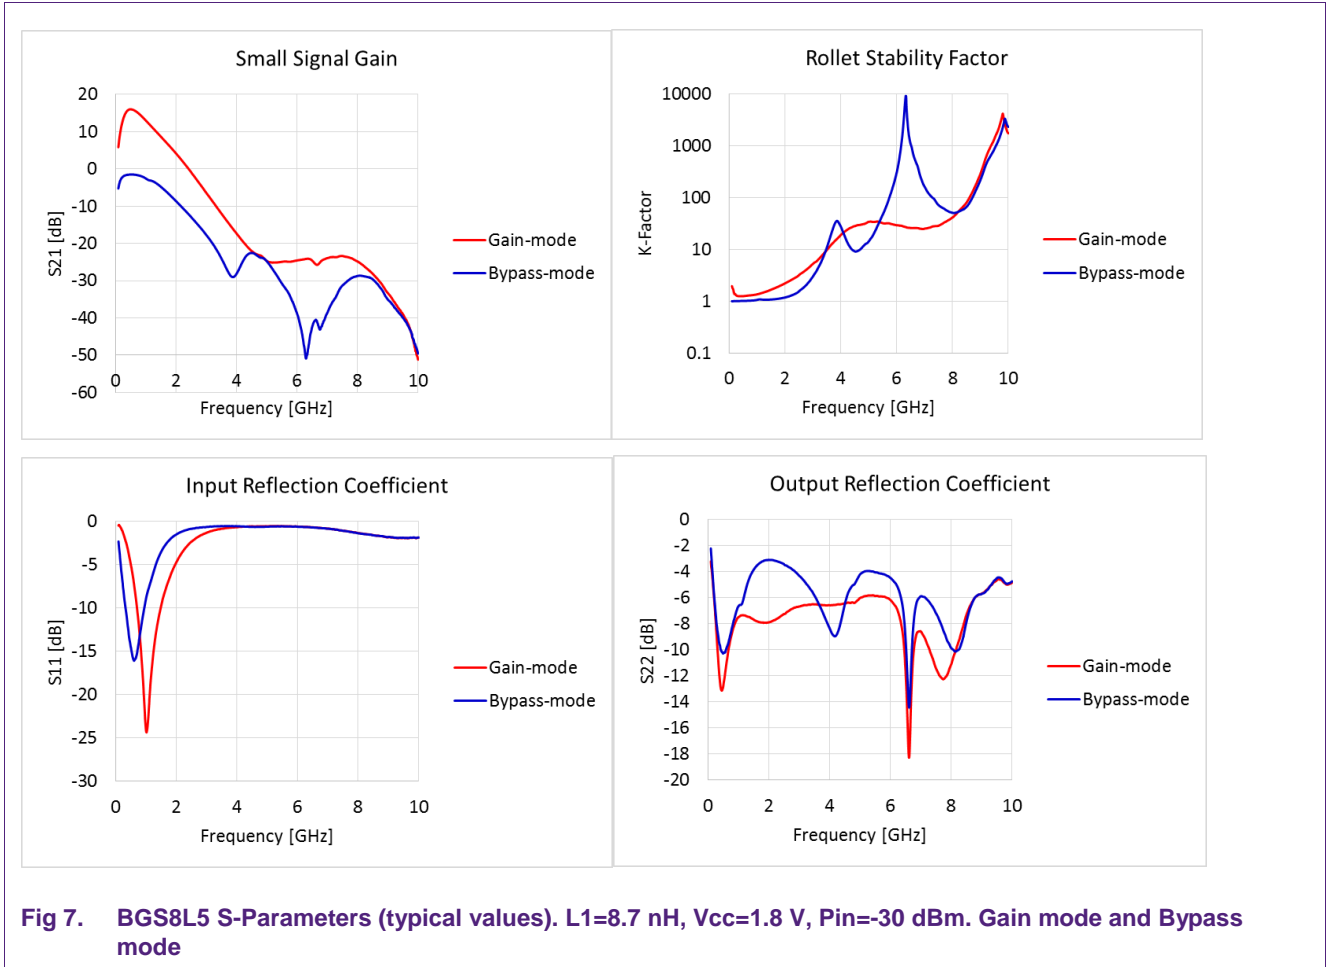 Small Signal Gain
20
10
0
-10
-20
-30
-40
-50
-60
S21 [dB]
0 2 4 6 8 10
Frequency [GHz]
Gain-mode
Bypass-mode
Rollet Stability Factor
10000
1000
100
10
1
0.1
K-Factor
0 2 4 6 8 10
Frequency [GHz]
Gain-mode
Bypass-mode
Input Reflection Coefficient
0
-5
-10
-15
-20
-25
-30
S11 [dB]
0 2 4 6 8 10
Frequency [GHz]
Gain-mode
Bypass-mode
Output Reflection Coefficient
0
-2
-4
-6
-8
-10
-12
-14
-16
-18
-20
S22 [dB]
0 2 4 6 8 10
Frequency [GHz]
Gain-mode
Bypass-mode
Fig 7. BGS8L5 S-Parameters (typical values). L1=8.7 nH, Vcc=1.8 V, Pin=-30 dBm. Gain mode and Bypass
mode